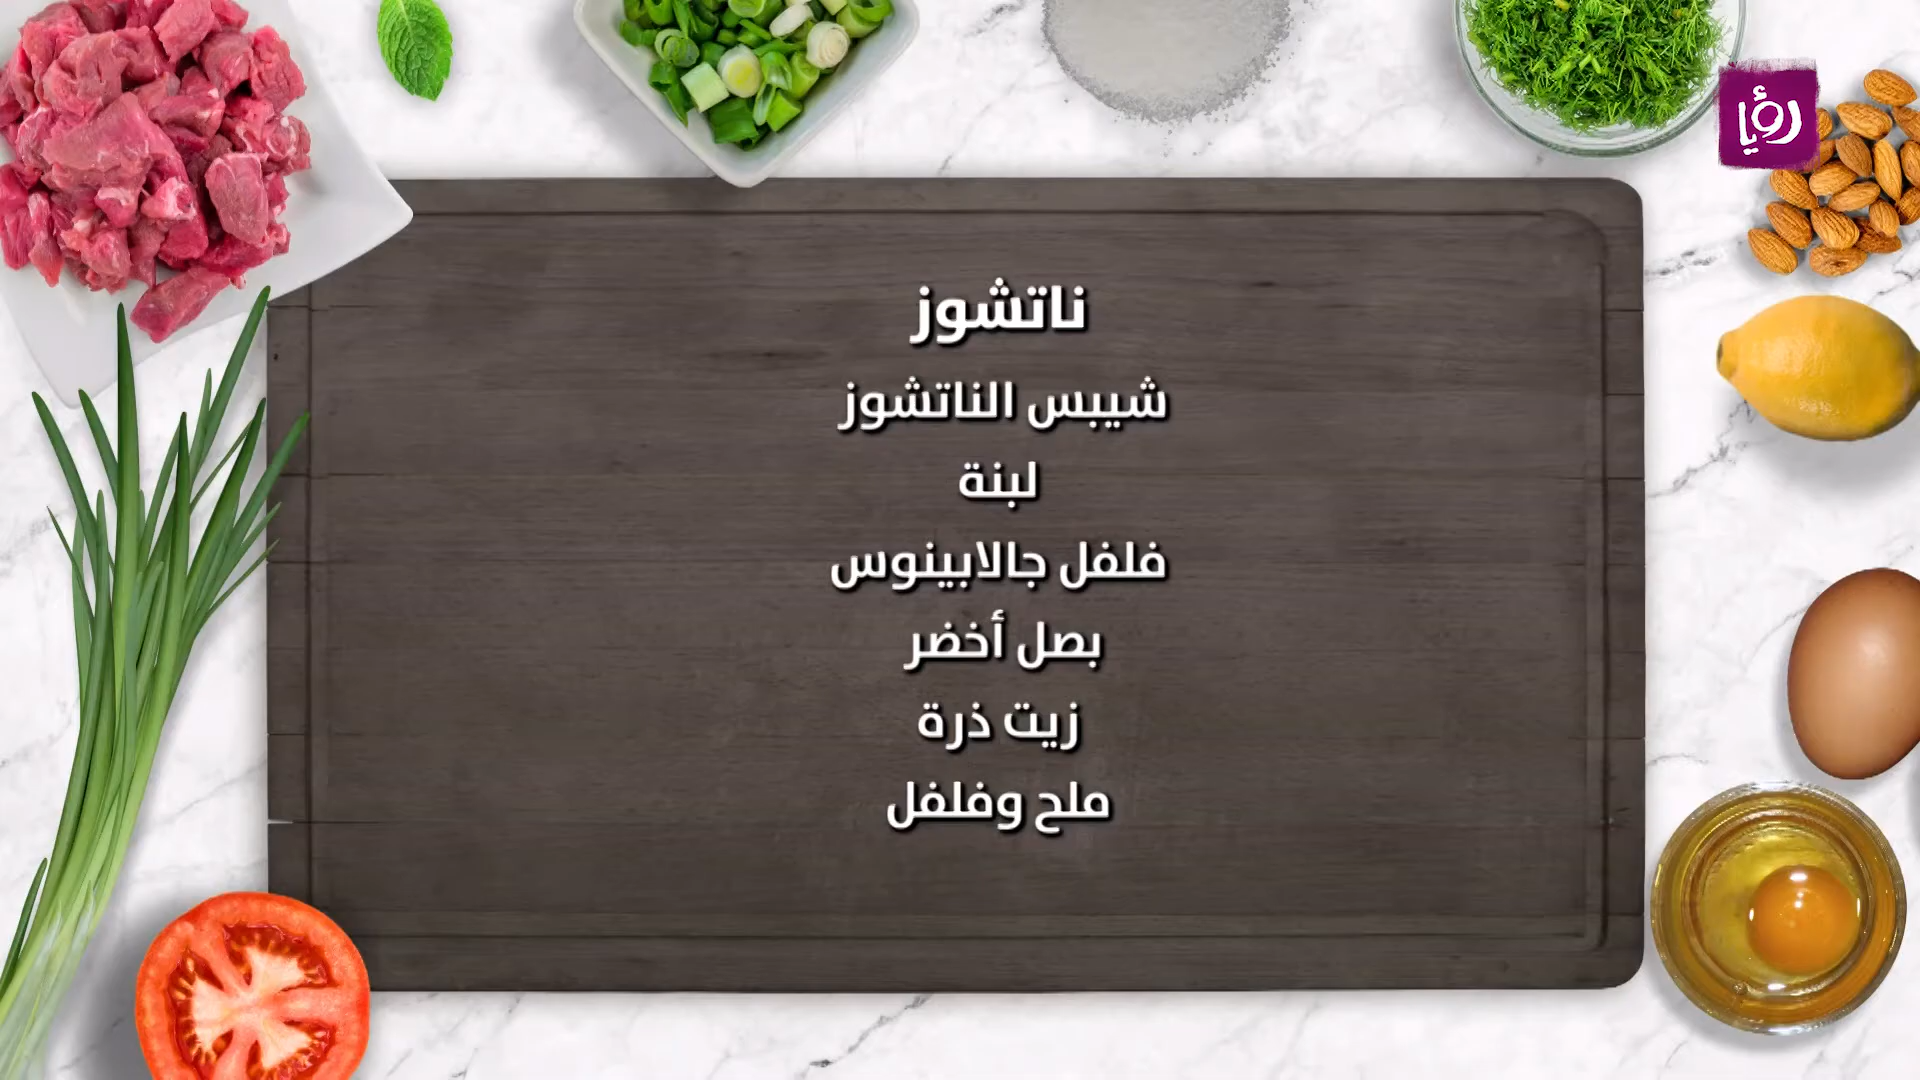 رؤيا
ناتشوز
شيبس الناتشوز
لبنة
فلفل جالابينوس
بصل أخضر
زيت ذرة
ملح وفلفل